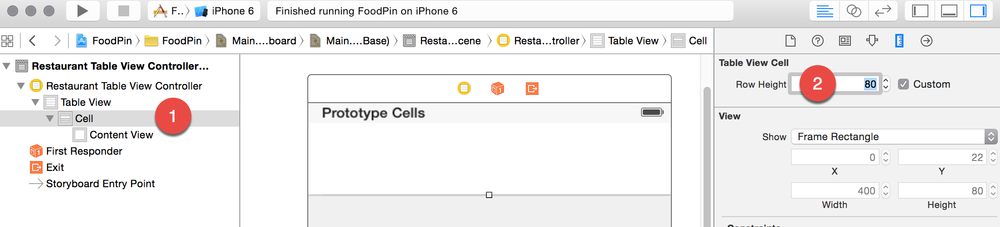 F.. iPhone 6 Finished running FoodPin on iPhone 6
FoodPin FoodPin Main....board Main....Base) Resta...cene Resta...troller Table View Cell
Restaurant Table View Controller...
Restaurant Table View Controller
Table View
Cell
1
Content View
First Responder
Exit
Storyboard Entry Point
Prototype Cells
Table View Cell
Row Height 2 80 Custom
View
Show Frame Rectangle
0 22
X Y
400 80
Width Height
Constraints